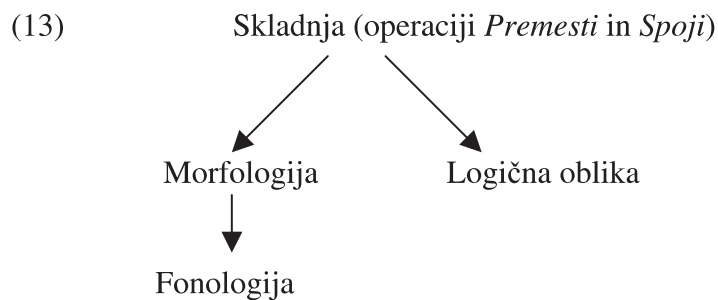 (13) Skladnja (operaciji Premesti in Spoji)
Morfologija Logična oblika
Fonologija